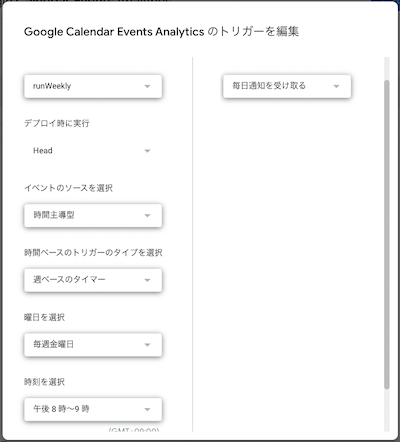 Google Calendar Events Analytics のトリガーを編集
runWeekly
毎日通知を受け取る
デプロイ時に実行
Head
イベントのソースを選択
時間主導型
時間ベースのトリガーのタイプを選択
週ベースのタイマー
曜日を選択
毎週金曜日
時刻を選択
午後 8 時～9 時
(GMT+09:00)